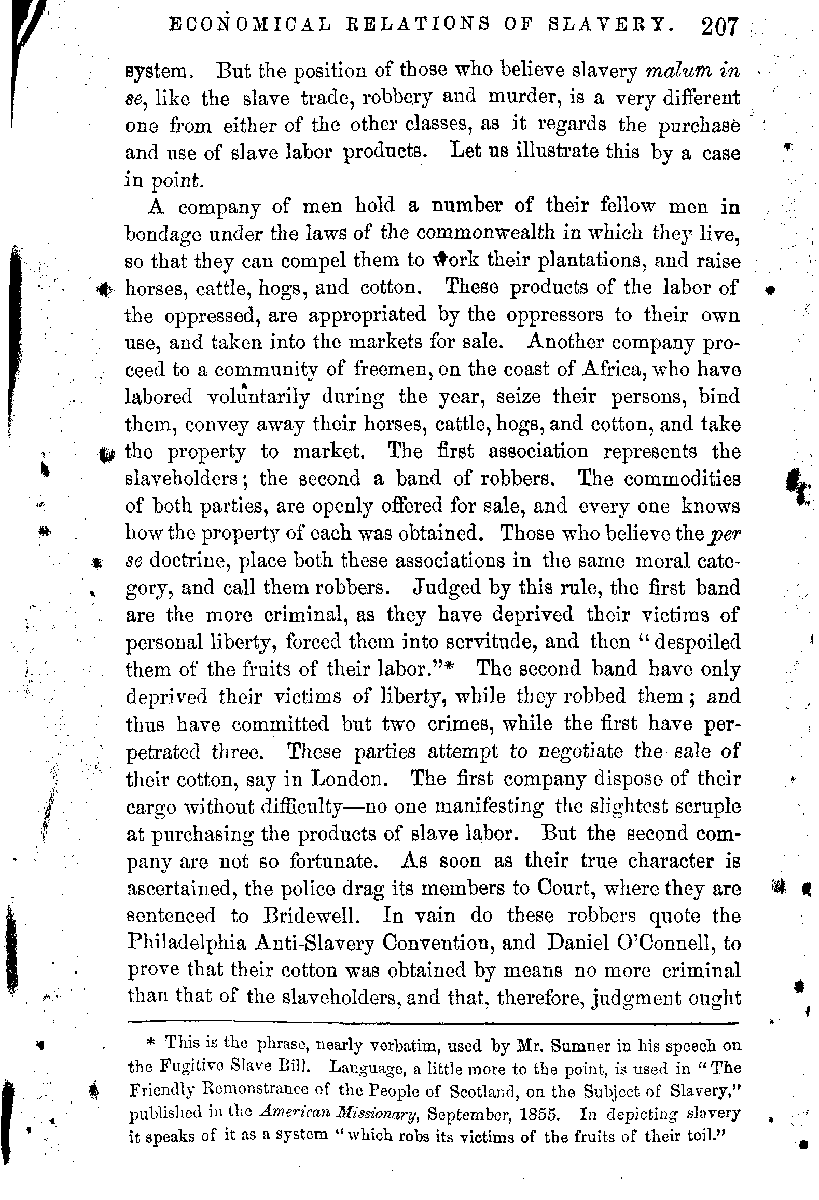 ECONOMICAL RELATIONS OF SLAVERY. 207
system. But the position of those who believe slavery malum in
se, like the slave trade, robbery and murder, is a very different
one from either of the other classes, as it regards the purchase
and use of slave labor products. Let us illustrate this by a case
in point.
A company of men hold a number of their fellow men in
bondage under the laws of the commonwealth in which they live,
so that they can compel them to work their plantations, and raise
horses, cattle, hogs, and cotton. These products of the labor of
the oppressed, are appropriated by the oppressors to their own
use, and taken into the markets for sale. Another company pro-
ceed to a community of freemen, on the coast of Africa, who have
labored voluntarily during the year, seize their persons, bind
them, convey away their horses, cattle, hogs, and cotton, and take
the property to market. The first association represents the
slaveholders; the second a band of robbers. The commodities
of both parties, are openly offered for sale, and every one knows
how the property of each was obtained. Those who believe the per
se doctrine, place both these associations in the same moral cate-
gory, and call them robbers. Judged by this rule, the first band
are the more criminal, as they have deprived their victims of
personal liberty, forced them into servitude, and then "despoiled
them of the fruits of their labor."* The second band have only
deprived their victims of liberty, while they robbed them; and
thus have committed but two crimes, while the first have per-
petrated three. These parties attempt to negotiate the sale of
their cotton, say in London. The first company dispose of their
cargo without difficulty—no one manifesting the slightest scruple
at purchasing the products of slave labor. But the second com-
pany are not so fortunate. As soon as their true character is
ascertained, the police drag its members to Court, where they are
sentenced to Bridewell. In vain do these robbers quote the
Philadelphia Anti-Slavery Convention, and Daniel O'Connell, to
prove that their cotton was obtained by means no more criminal
than that of the slaveholders, and that, therefore, judgment ought
* This is the phrase, nearly verbatim, used by Mr. Sumner in his speech on
the Fugitive Slave Bill. Language, a little more to the point, is used in "The
Friendly Remonstrance of the People of Scotland, on the Subject of Slavery,"
published in the American Missionary, September, 1855. In depicting slavery
it speaks of it as a system "which robs its victims of the fruits of their toil."